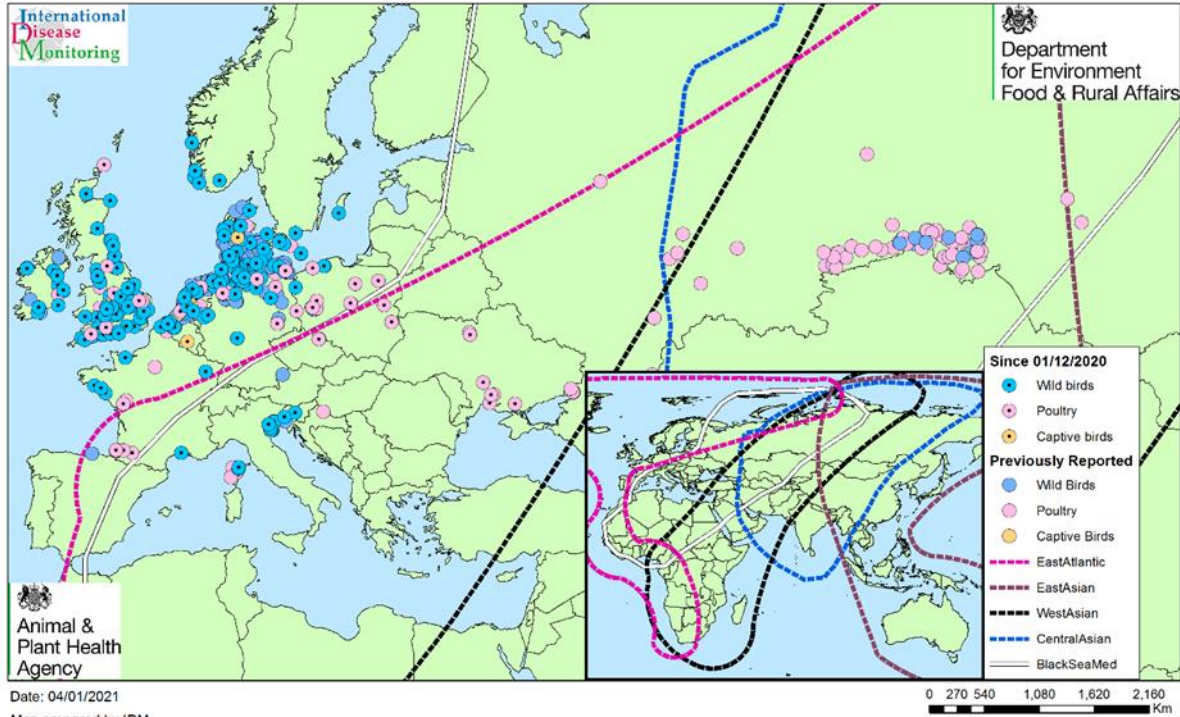 International
Disease
Monitoring
Department
for Environment
Food & Rural Affairs
Since 01/12/2020
Wild birds
Poultry
Captive birds
Previously Reported
Wild Birds
Poultry
Captive Birds
EastAtlantic
EastAsian
WestAsian
CentralAsian
BlackSeaMed
Animal &
Plant Health
Agency
Date: 04/01/2021
0 270 540 1,080 1,620 2,160
Km